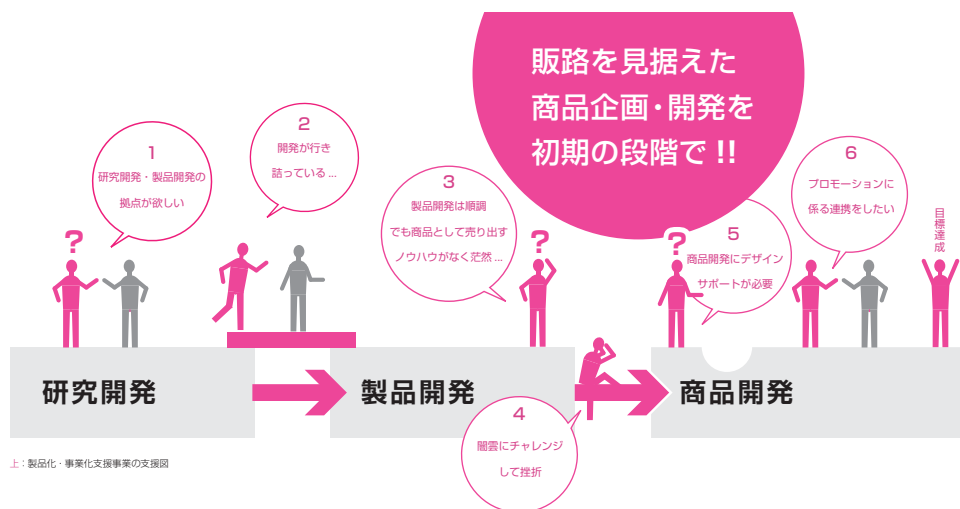 販路を見据えた
商品企画・開発を
初期の段階で !!
1
研究開発・製品開発の
拠点が欲しい
2
開発が行き
詰っている ...
3
製品開発は順調
でも商品として売り出す
ノウハウがなく茫然 ...
?
?
?
5
商品開発にデザイン
サポートが必要
6
プロモーションに
係る連携をしたい
目標達成
研究開発
製品開発
商品開発
4
闇雲にチャレンジ
して挫折
上：製品化・事業化支援事業の支援図